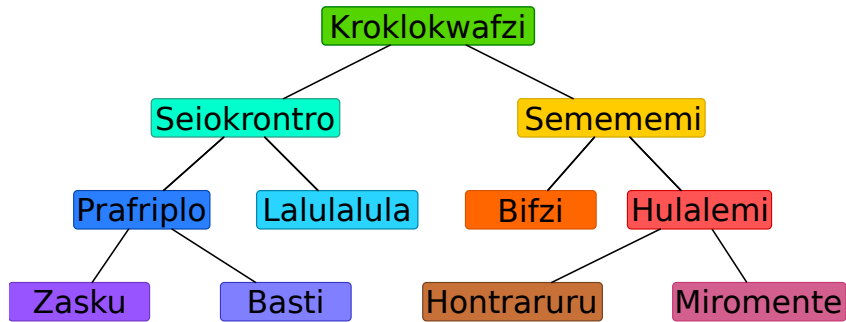 Kroklokwafzi
Seiokrontro
Semememi
Prafriplo
Lalulalula
Bifzi
Hulalemi
Zasku
Basti
Hontraruru
Miromente